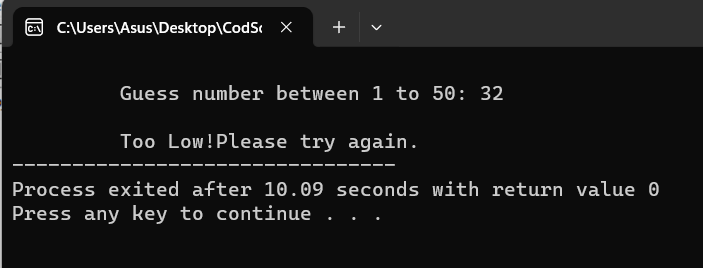 C:\Users\Asus\Desktop\CodSc
Guess number between 1 to 50: 32
Too Low!Please try again.
--------------------------------
Process exited after 10.09 seconds with return value 0
Press any key to continue . . .